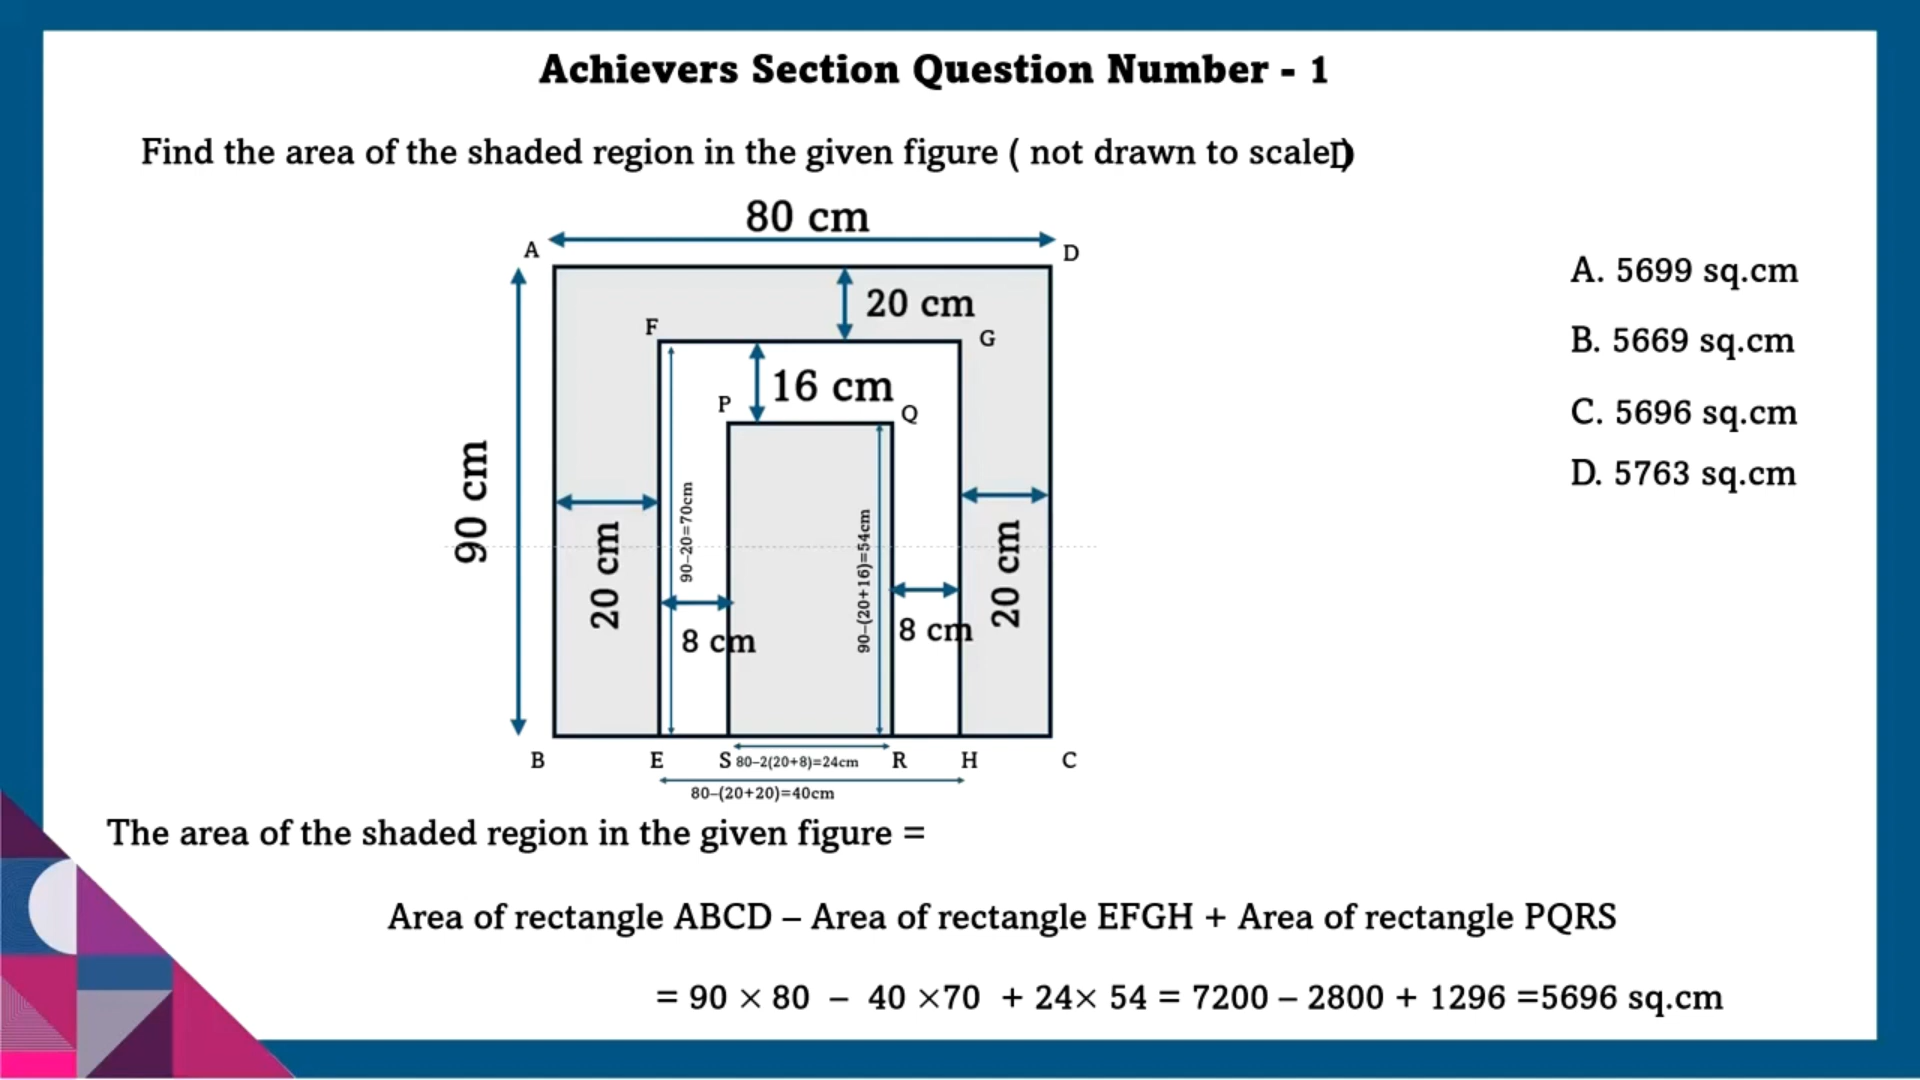 Achievers Section Question Number - 1
Find the area of the shaded region in the given figure ( not drawn to scale)
80 cm
A
D
20 cm
F
G
16 cm
P
Q
90 cm
20 cm
90-20=70cm
90-(20+16)=54cm
20 cm
8 cm
8 cm
B
E
S
80-2(20+8)=24cm
R
H
C
80-(20+20)=40cm
A. 5699 sq.cm
B. 5669 sq.cm
C. 5696 sq.cm
D. 5763 sq.cm
The area of the shaded region in the given figure =
Area of rectangle ABCD – Area of rectangle EFGH + Area of rectangle PQRS
= 90 × 80 – 40 ×70 + 24× 54 = 7200 – 2800 + 1296 =5696 sq.cm